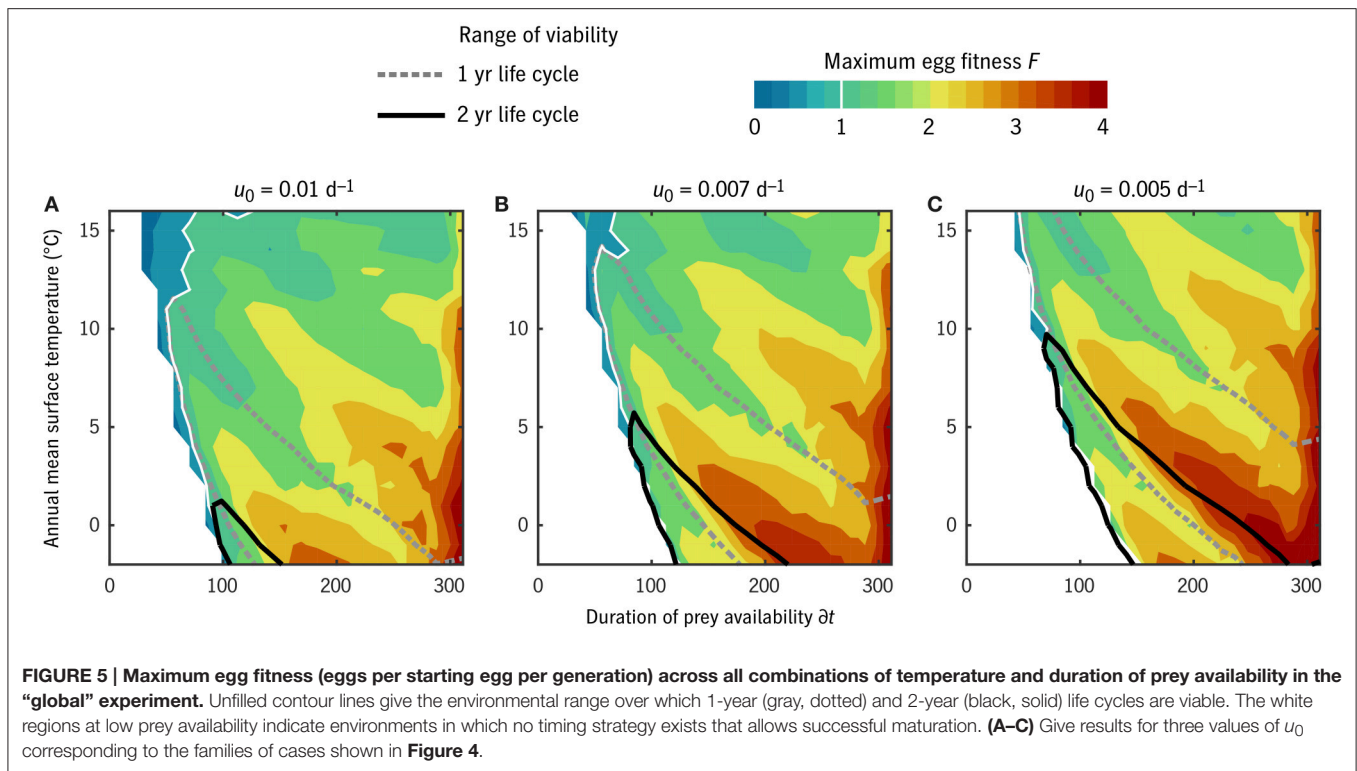 Range of viability
1 yr life cycle
2 yr life cycle
Maximum egg fitness F
0 1 2 3 4
A
u₀ = 0.01 d⁻¹
B
u₀ = 0.007 d⁻¹
C
u₀ = 0.005 d⁻¹
Annual mean surface temperature (°C)
15
10
5
0
15
10
5
0
15
10
5
0
0 100 200 300
0 100 200 300
0 100 200 300
Duration of prey availability ∂t
FIGURE 5 | Maximum egg fitness (eggs per starting egg per generation) across all combinations of temperature and duration of prey availability in the
“global” experiment. Unfilled contour lines give the environmental range over which 1-year (gray, dotted) and 2-year (black, solid) life cycles are viable. The white
regions at low prey availability indicate environments in which no timing strategy exists that allows successful maturation. (A–C) Give results for three values of u₀
corresponding to the families of cases shown in Figure 4.